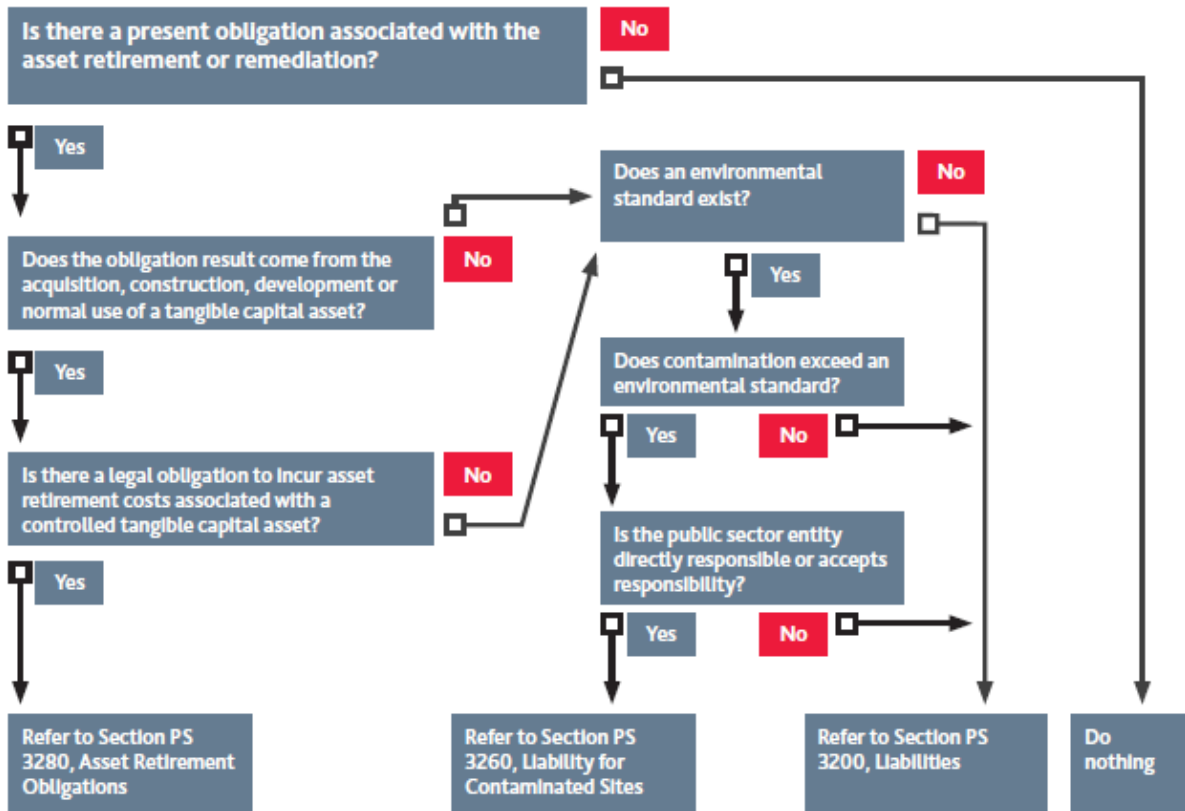 Is there a present obligation associated with the
asset retirement or remediation?
No
Yes
Does an environmental
standard exist?
No
Does the obligation result come from the
acquisition, construction, development or
normal use of a tangible capital asset?
No
Yes
Yes
Does contamination exceed an
environmental standard?
Yes
No
Is there a legal obligation to incur asset
retirement costs associated with a
controlled tangible capital asset?
No
Is the public sector entity
directly responsible or accepts
responsibility?
Yes
Yes
No
Refer to Section PS
3280, Asset Retirement
Obligations
Refer to Section PS
3260, Liability for
Contaminated Sites
Refer to Section PS
3200, Liabilities
Do
nothing